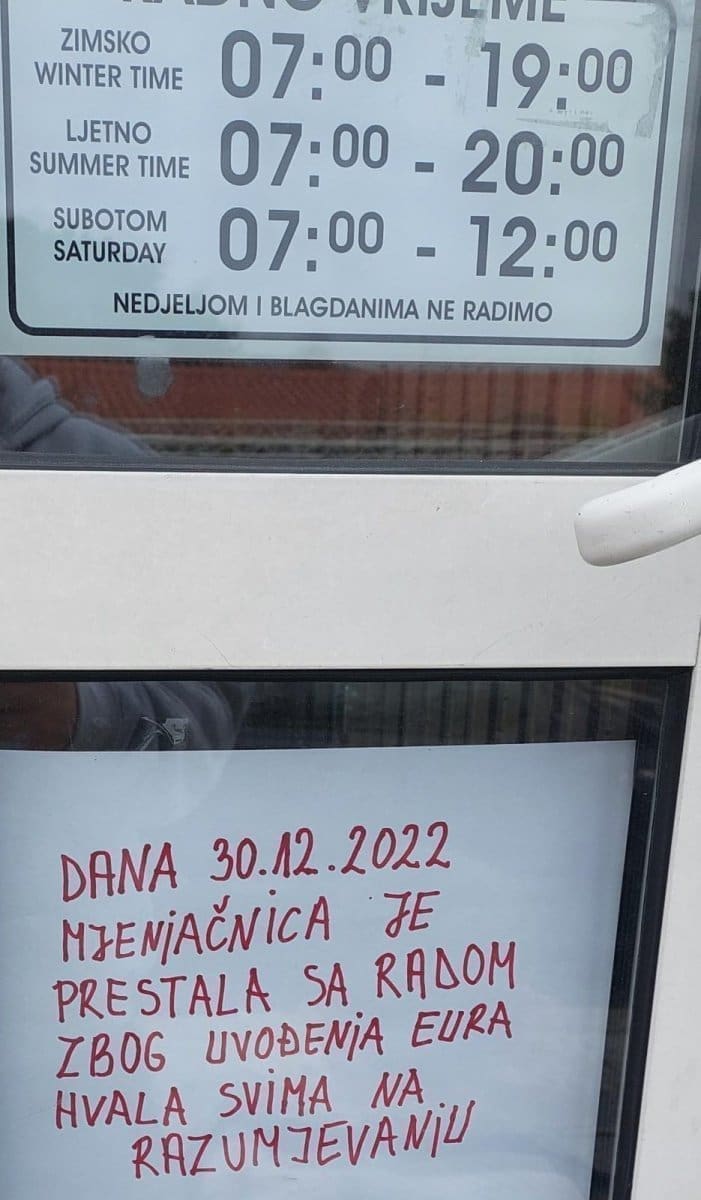 RADNO VRIJEME
ZIMSKO
WINTER TIME
07:00 - 19:00
LJETNO
SUMMER TIME
07:00 - 20:00
SUBOTOM
SATURDAY
07:00 - 12:00
NEDJELJOM I BLAGDANIMA NE RADIMO
DANA 30.12.2022
MJENjAČNiCA JE
PRESTALA SA RADOM
ZBOG UVOĐENjA EURA
HVALA SViMA NA
RAZUMJEVANjU